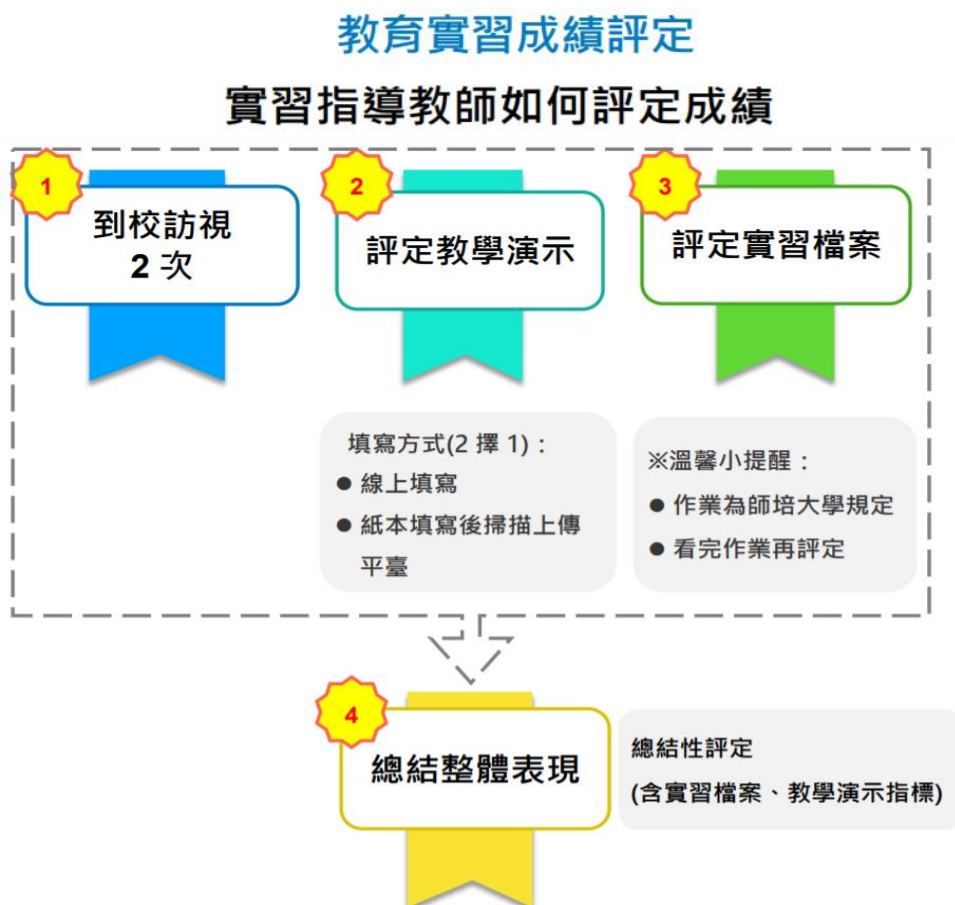 教育實習成績評定
實習指導教師如何評定成績
1
到校訪視
2 次
2
評定教學演示
3
評定實習檔案
填寫方式(2 擇 1)：
● 線上填寫
● 紙本填寫後掃描上傳
平臺
※溫馨小提醒：
● 作業為師培大學規定
● 看完作業再評定
4
總結整體表現
總結性評定
(含實習檔案、教學演示指標)